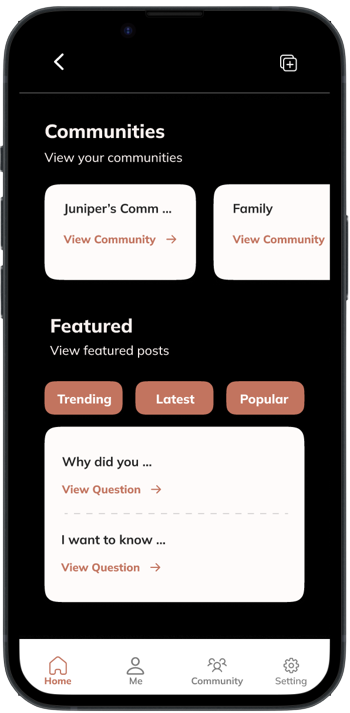 Communities
View your communities
Juniper's Comm ...
Family
View Community →
View Community
Featured
View featured posts
Trending
Latest
Popular
Why did you ...
View Question →
I want to know ...
View Question →
Home
Me
Community
Setting